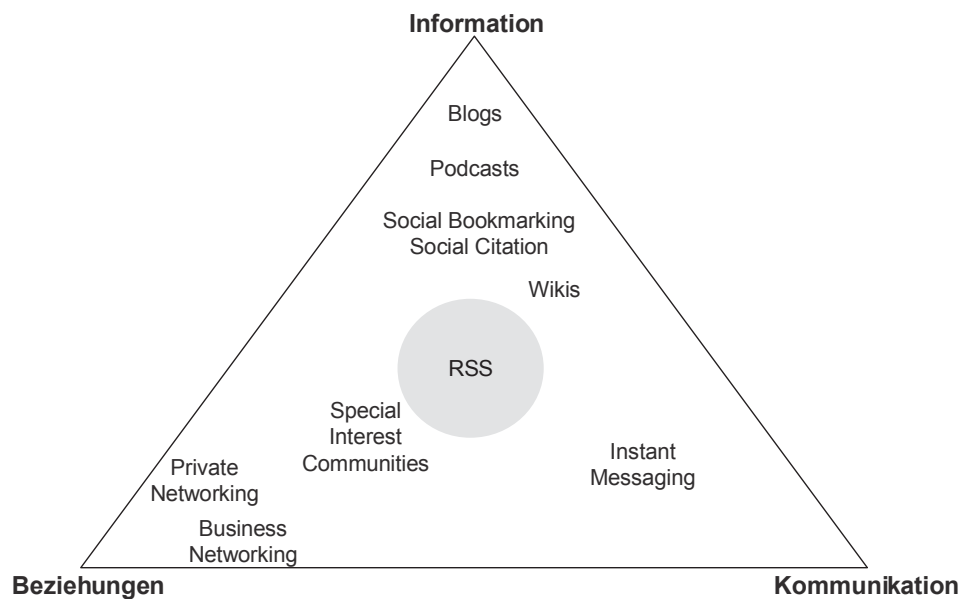 Information
Blogs
Podcasts
Social Bookmarking
Social Citation
Wikis
RSS
Special
Interest
Communities
Instant
Messaging
Private
Networking
Business
Networking
Beziehungen
Kommunikation